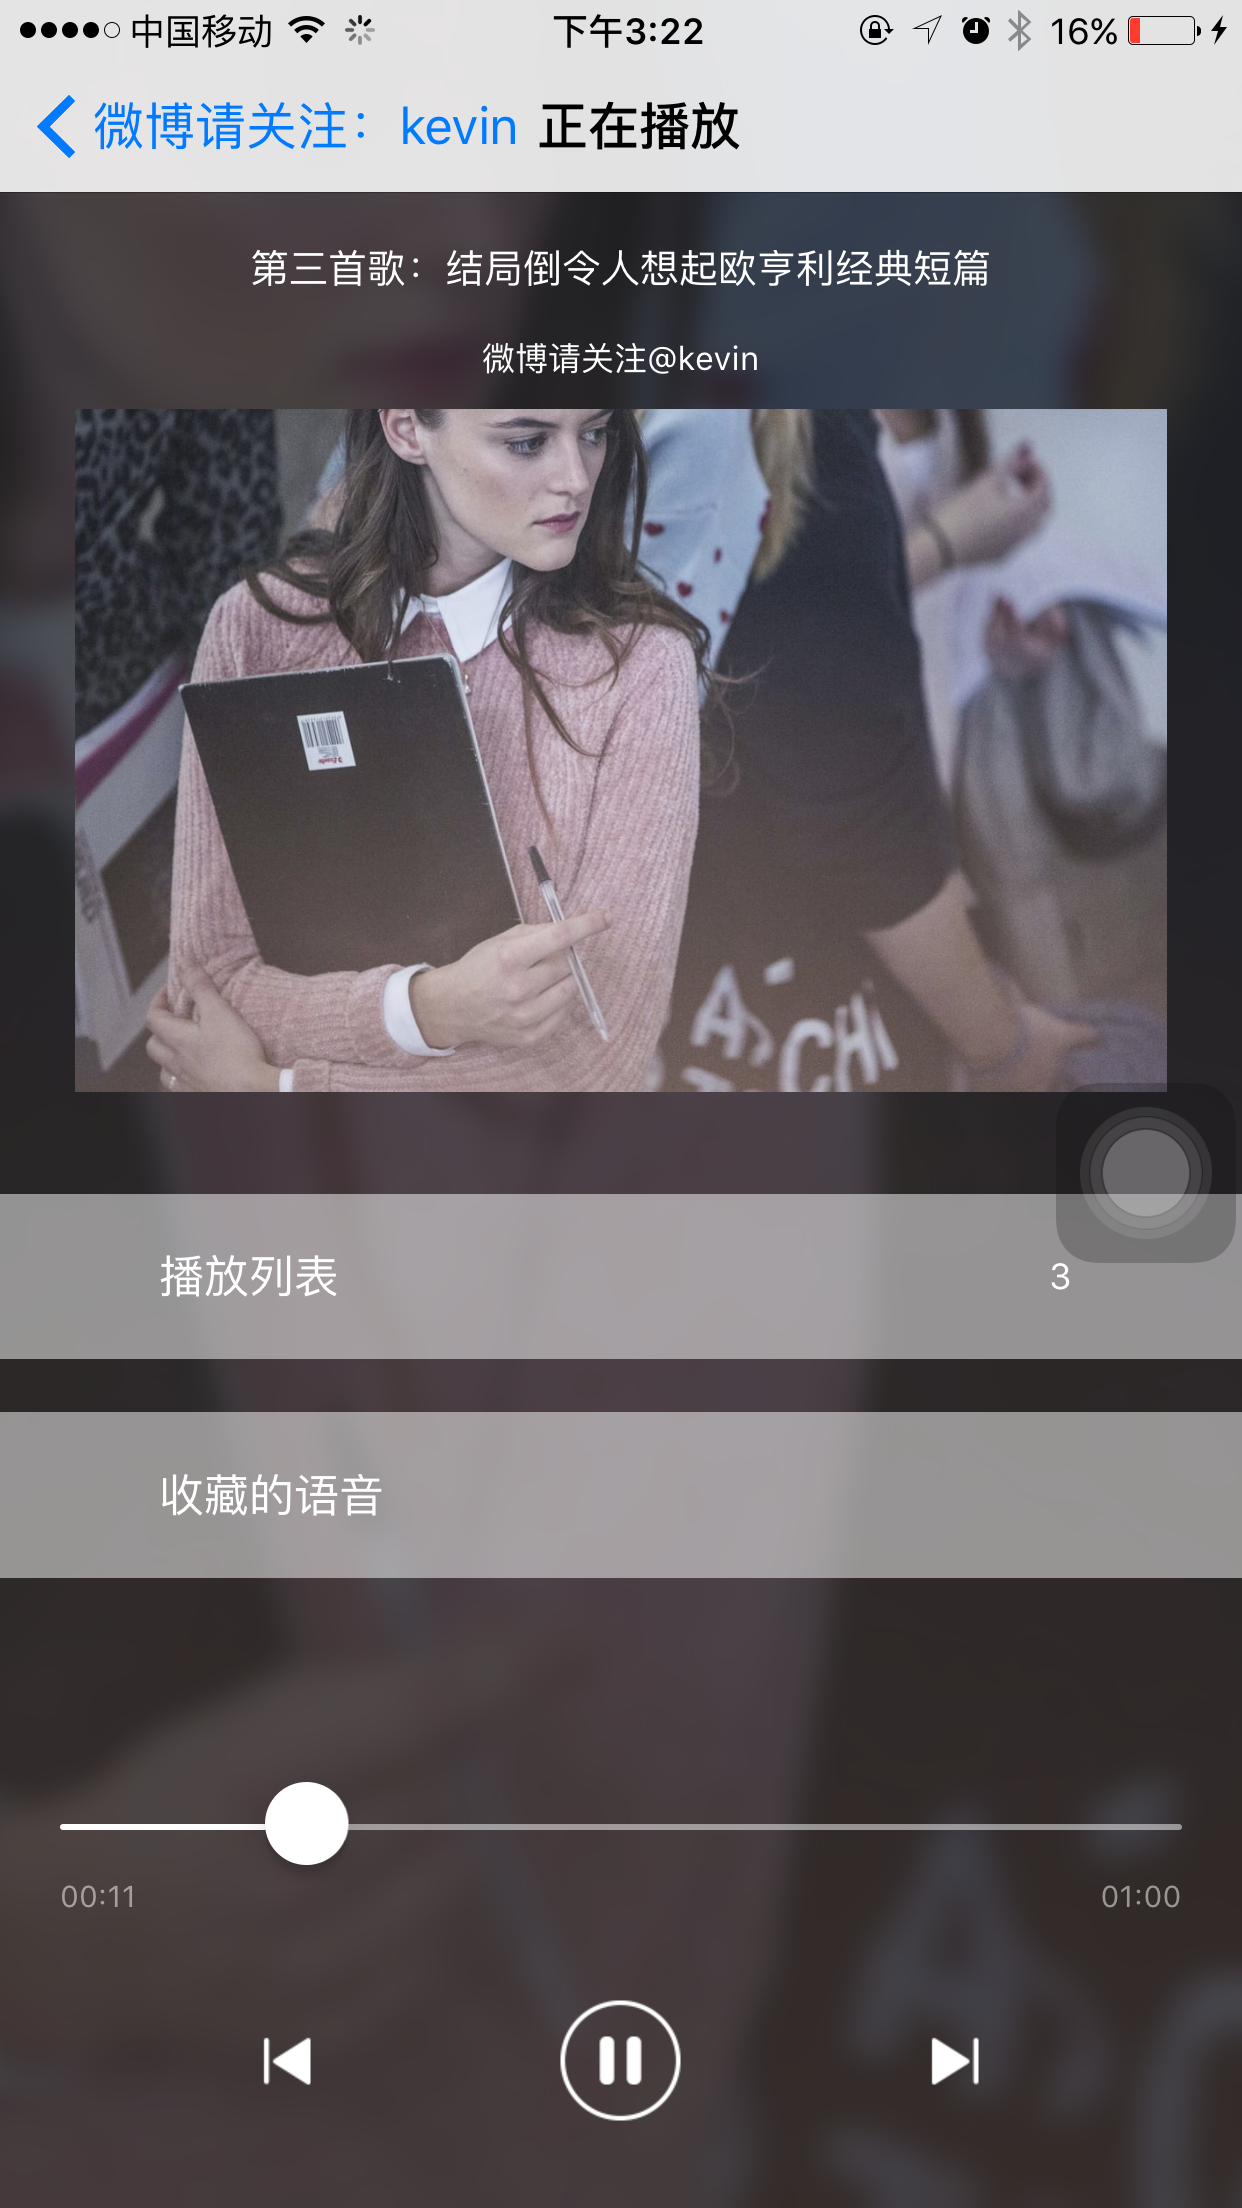 中国移动 下午3:22 16%
微博请关注：kevin 正在播放
第三首歌：结局倒令人想起欧亨利经典短篇
微博请关注@kevin
播放列表 3
收藏的语音
00:11 01:00